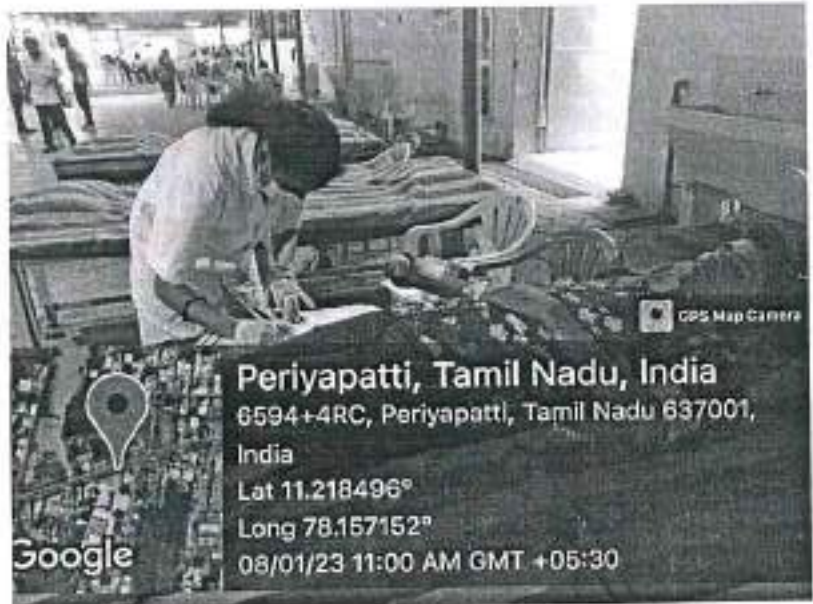 GPS Map Camera
Periyapatti, Tamil Nadu, India
6594+4RC, Periyapatti, Tamil Nadu 637001,
India
Lat 11.218496°
Long 78.157152°
08/01/23 11:00 AM GMT +05:30
Google